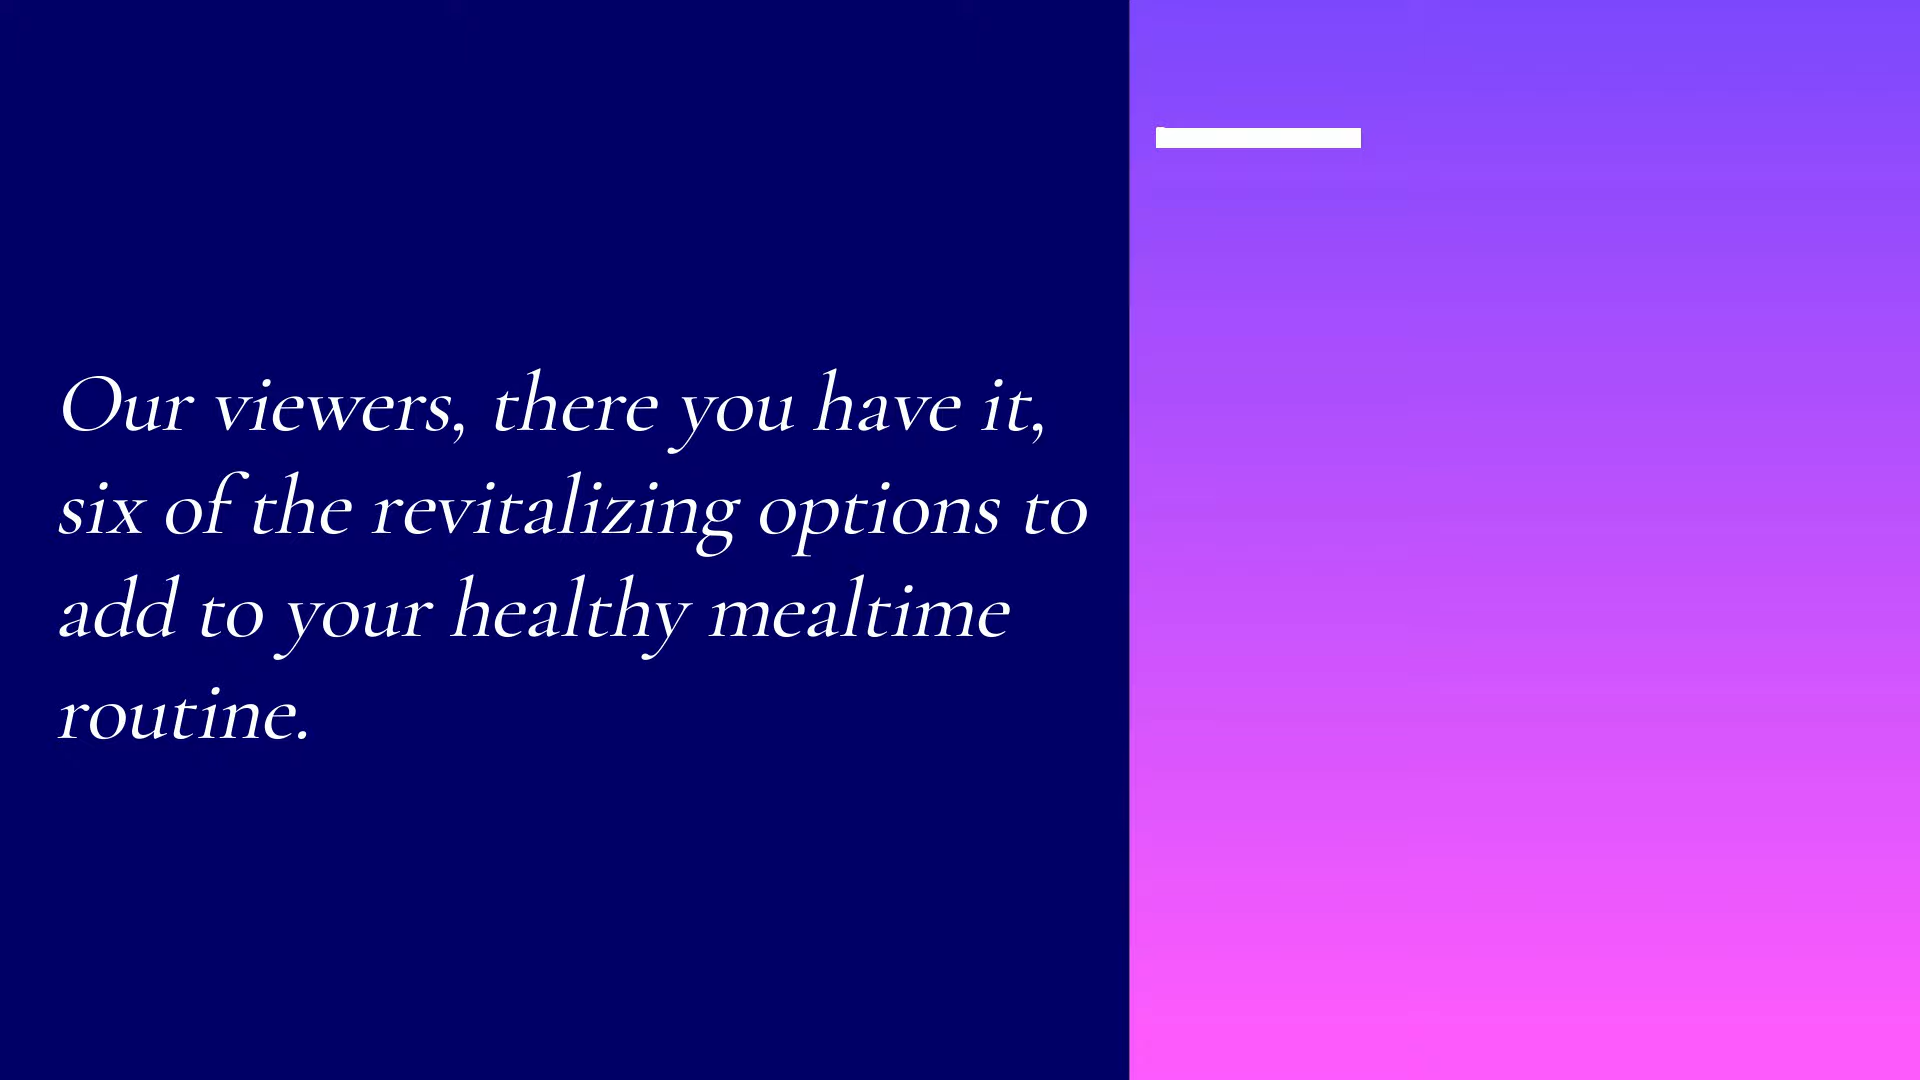 Our viewers, there you have it,
six of the revitalizing options to
add to your healthy mealtime
routine.